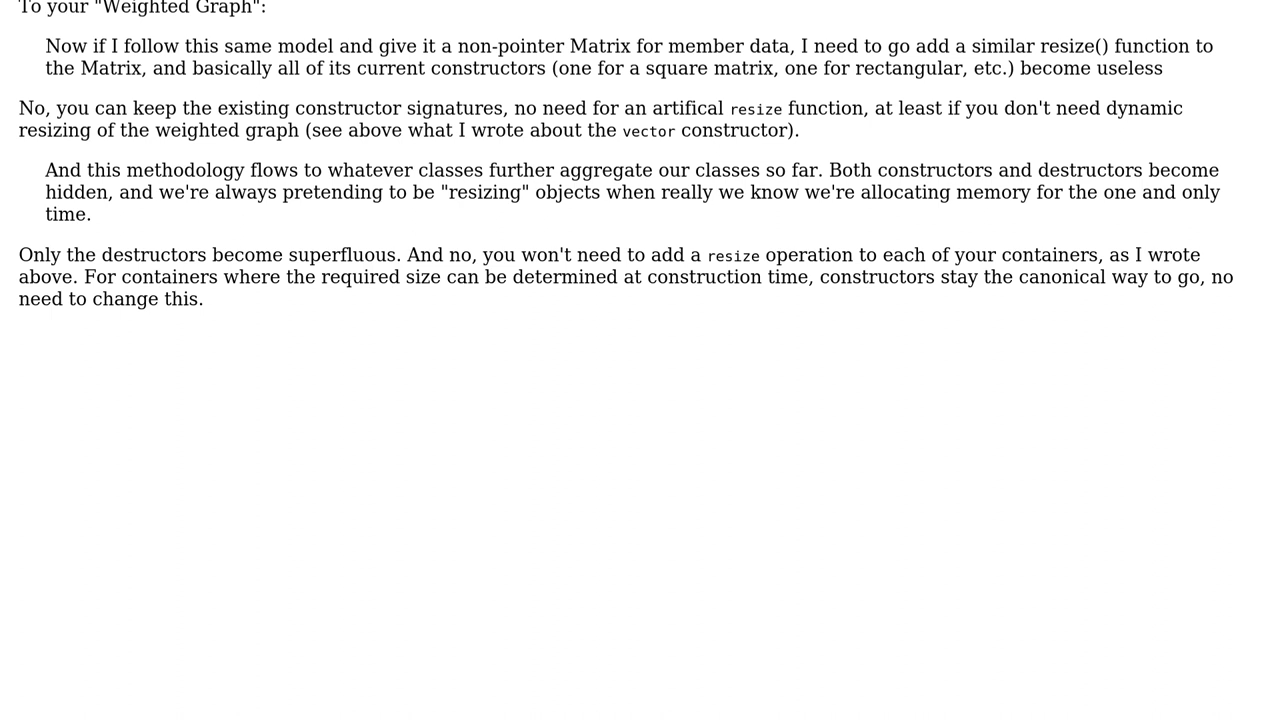 To your "Weighted Graph":
Now if I follow this same model and give it a non-pointer Matrix for member data, I need to go add a similar resize() function to
the Matrix, and basically all of its current constructors (one for a square matrix, one for rectangular, etc.) become useless
No, you can keep the existing constructor signatures, no need for an artifical resize function, at least if you don't need dynamic
resizing of the weighted graph (see above what I wrote about the vector constructor).
And this methodology flows to whatever classes further aggregate our classes so far. Both constructors and destructors become
hidden, and we're always pretending to be "resizing" objects when really we know we're allocating memory for the one and only
time.
Only the destructors become superfluous. And no, you won't need to add a resize operation to each of your containers, as I wrote
above. For containers where the required size can be determined at construction time, constructors stay the canonical way to go, no
need to change this.